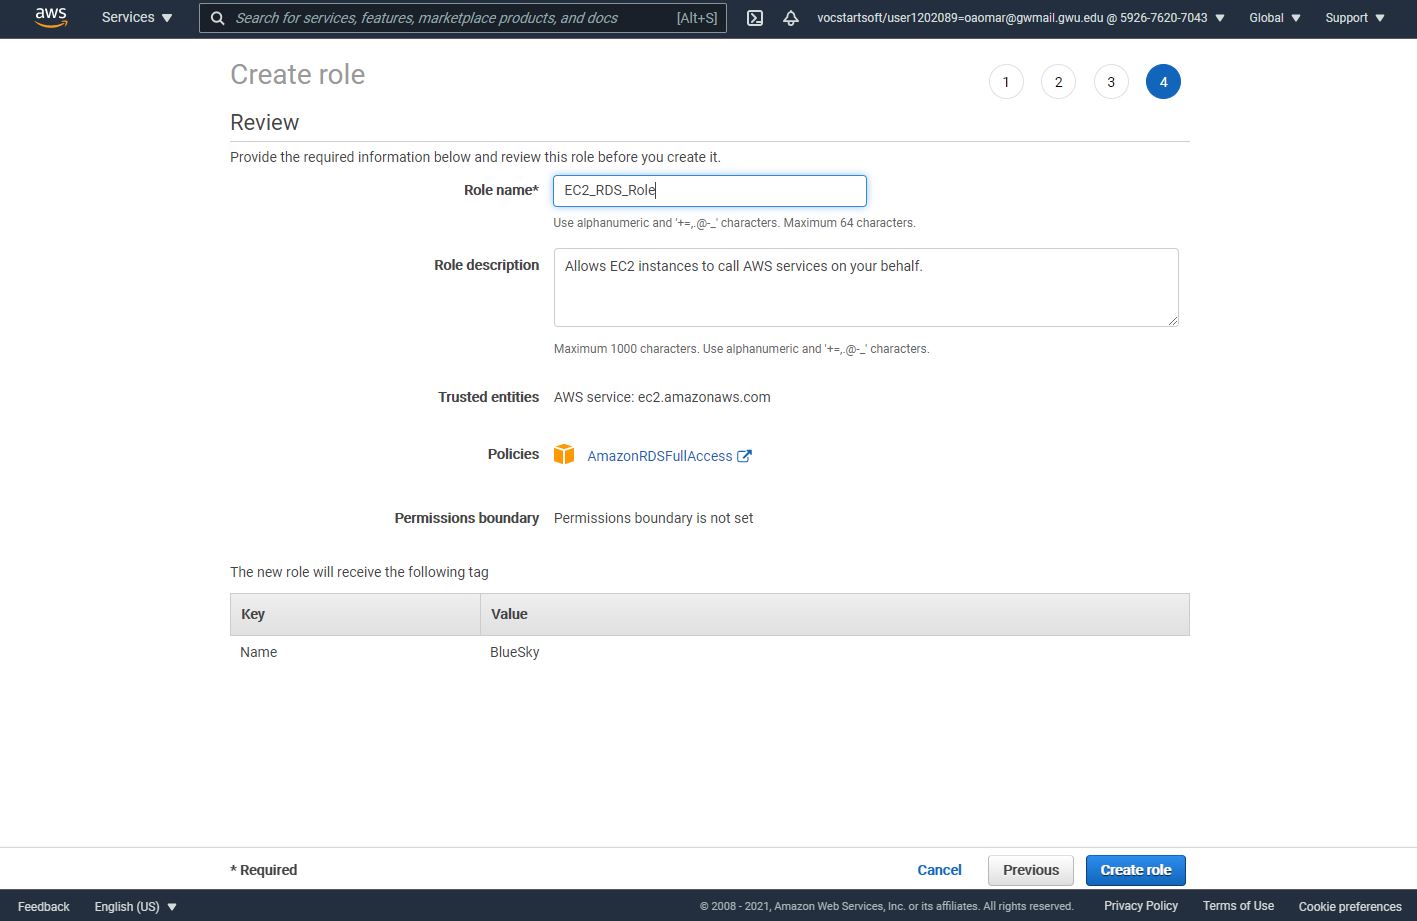 aws Services Search for services, features, marketplace products, and docs [Alt+S] vocstartsoft/user1202089=oaomar@gwmail.gwu.edu @ 5926-7620-7043 Global Support
Create role 1 2 3 4
Review
Provide the required information below and review this role before you create it.
Role name* EC2_RDS_Role
Use alphanumeric and '+=,.@-_' characters. Maximum 64 characters.
Role description Allows EC2 instances to call AWS services on your behalf.
Maximum 1000 characters. Use alphanumeric and '+=,.@-_' characters.
Trusted entities AWS service: ec2.amazonaws.com
Policies AmazonRDSFullAccess
Permissions boundary Permissions boundary is not set
The new role will receive the following tag
Key Value
Name BlueSky
* Required Cancel Previous Create role
Feedback English (US) © 2008 - 2021, Amazon Web Services, Inc. or its affiliates. All rights reserved. Privacy Policy Terms of Use Cookie preferences